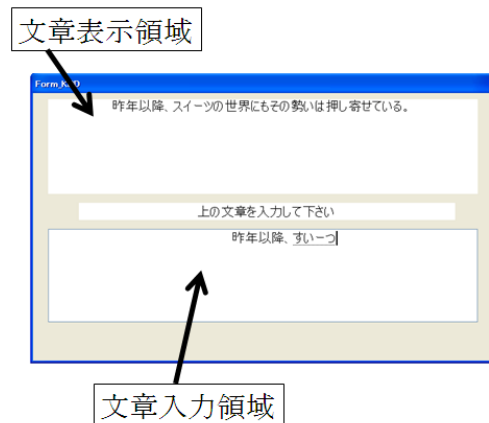 文章表示領域
昨年以降、スイーツの世界にもその勢いは押し寄せている。
上の文章を入力して下さい
昨年以降、すいーつ
文章入力領域